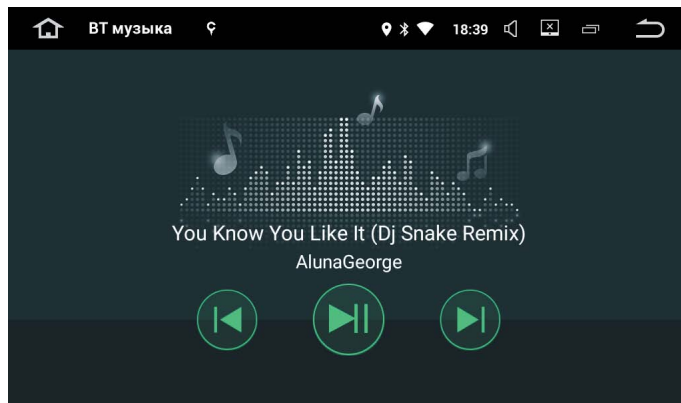 BT музыка
18:39
You Know You Like It (Dj Snake Remix)
AlunaGeorge